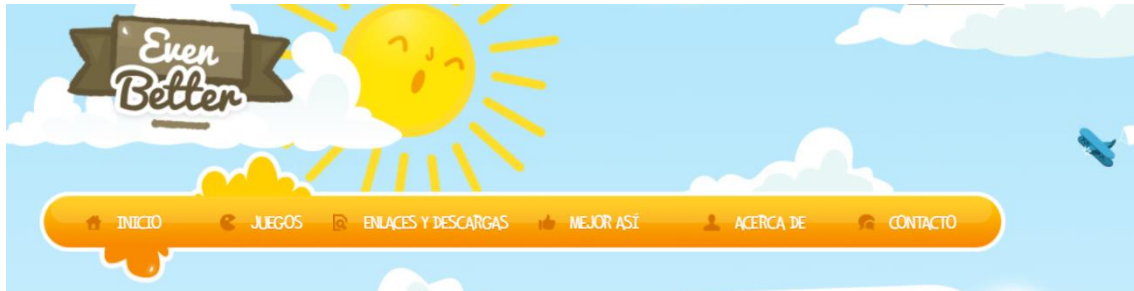 Even
Better
INICIO JUEGOS ENLACES Y DESCARGAS MEJOR ASÍ ACERCA DE CONTACTO